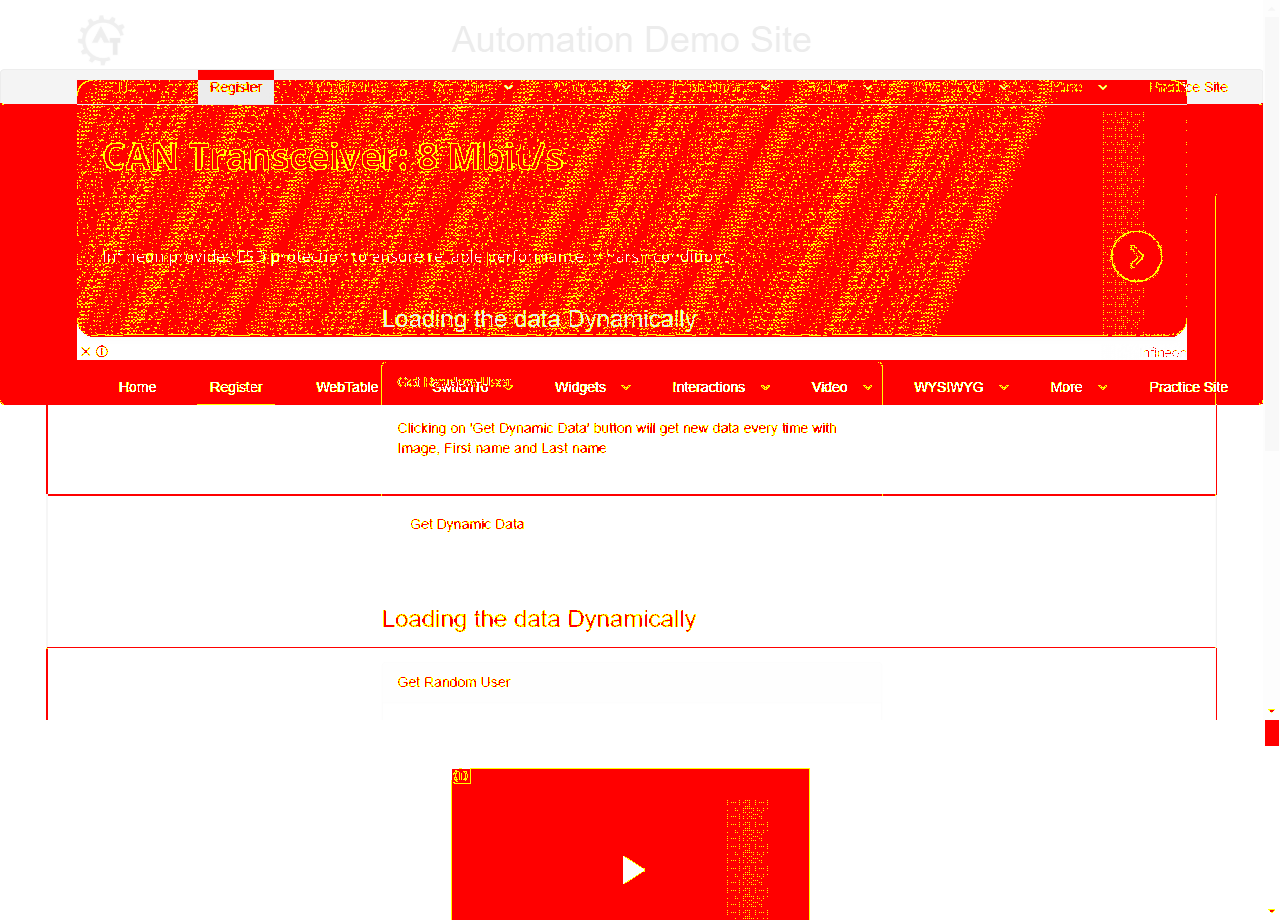 Automation Demo Site
Register Practice Site
CAN Transceiver: 8 Mbit/s
Loading the data Dynamically
Home Register WebTable SwitchTo Widgets Interactions Video WYSIWYG More Practice Site
Get Random User
Clicking on 'Get Dynamic Data' button will get new data every time with
Image, First name and Last name
Get Dynamic Data
Loading the data Dynamically
Get Random User